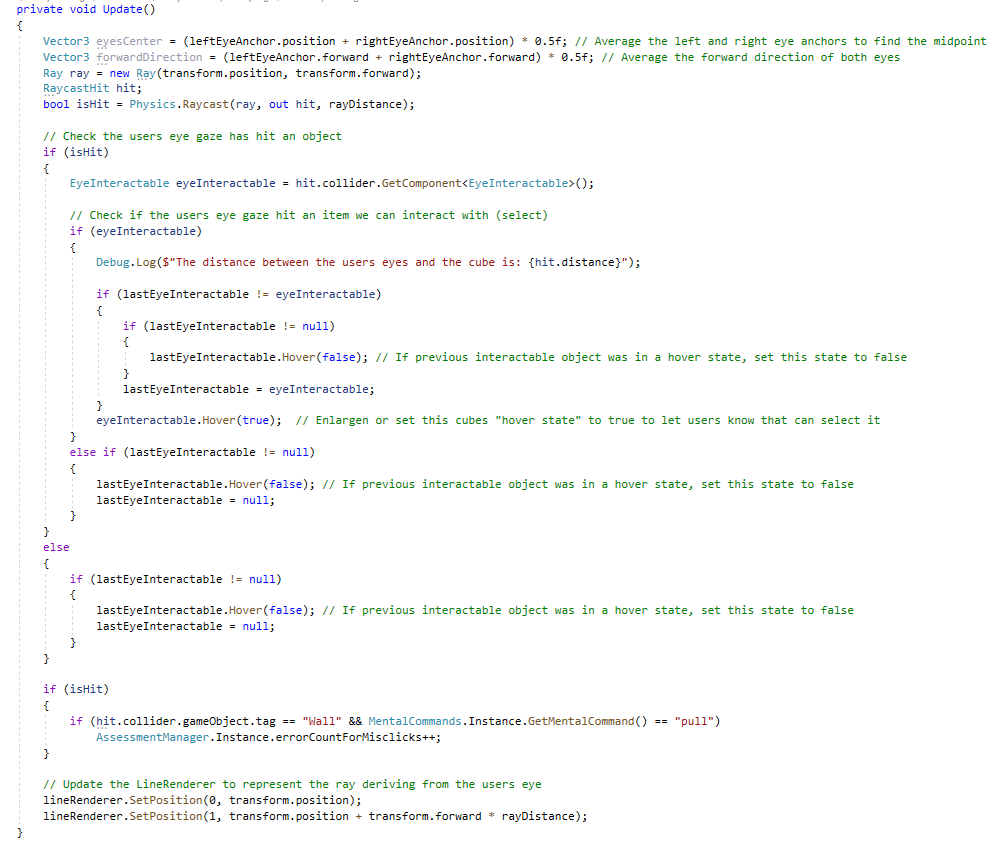 private void Update()
{
    Vector3 eyesCenter = (leftEyeAnchor.position + rightEyeAnchor.position) * 0.5f; // Average the left and right eye anchors to find the midpoint
    Vector3 forwardDirection = (leftEyeAnchor.forward + rightEyeAnchor.forward) * 0.5f; // Average the forward direction of both eyes
    Ray ray = new Ray(transform.position, transform.forward);
    RaycastHit hit;
    bool isHit = Physics.Raycast(ray, out hit, rayDistance);

    // Check the users eye gaze has hit an object
    if (isHit)
    {
        EyeInteractable eyeInteractable = hit.collider.GetComponent<EyeInteractable>();

        // Check if the users eye gaze hit an item we can interact with (select)
        if (eyeInteractable)
        {
            Debug.Log($"The distance between the users eyes and the cube is: {hit.distance}");

            if (lastEyeInteractable != eyeInteractable)
            {
                if (lastEyeInteractable != null)
                {
                    lastEyeInteractable.Hover(false); // If previous interactable object was in a hover state, set this state to false
                }
                lastEyeInteractable = eyeInteractable;
            }
            eyeInteractable.Hover(true);  // Enlargen or set this cubes "hover state" to true to let users know that can select it
        }
        else if (lastEyeInteractable != null)
        {
            lastEyeInteractable.Hover(false); // If previous interactable object was in a hover state, set this state to false
            lastEyeInteractable = null;
        }
    }
    else
    {
        if (lastEyeInteractable != null)
        {
            lastEyeInteractable.Hover(false); // If previous interactable object was in a hover state, set this state to false
            lastEyeInteractable = null;
        }
    }

    if (isHit)
    {
        if (hit.collider.gameObject.tag == "Wall" && MentalCommands.Instance.GetMentalCommand() == "pull")
            AssessmentManager.Instance.errorCountForMisclicks++;
    }

    // Update the LineRenderer to represent the ray deriving from the users eye
    lineRenderer.SetPosition(0, transform.position);
    lineRenderer.SetPosition(1, transform.position + transform.forward * rayDistance);
}